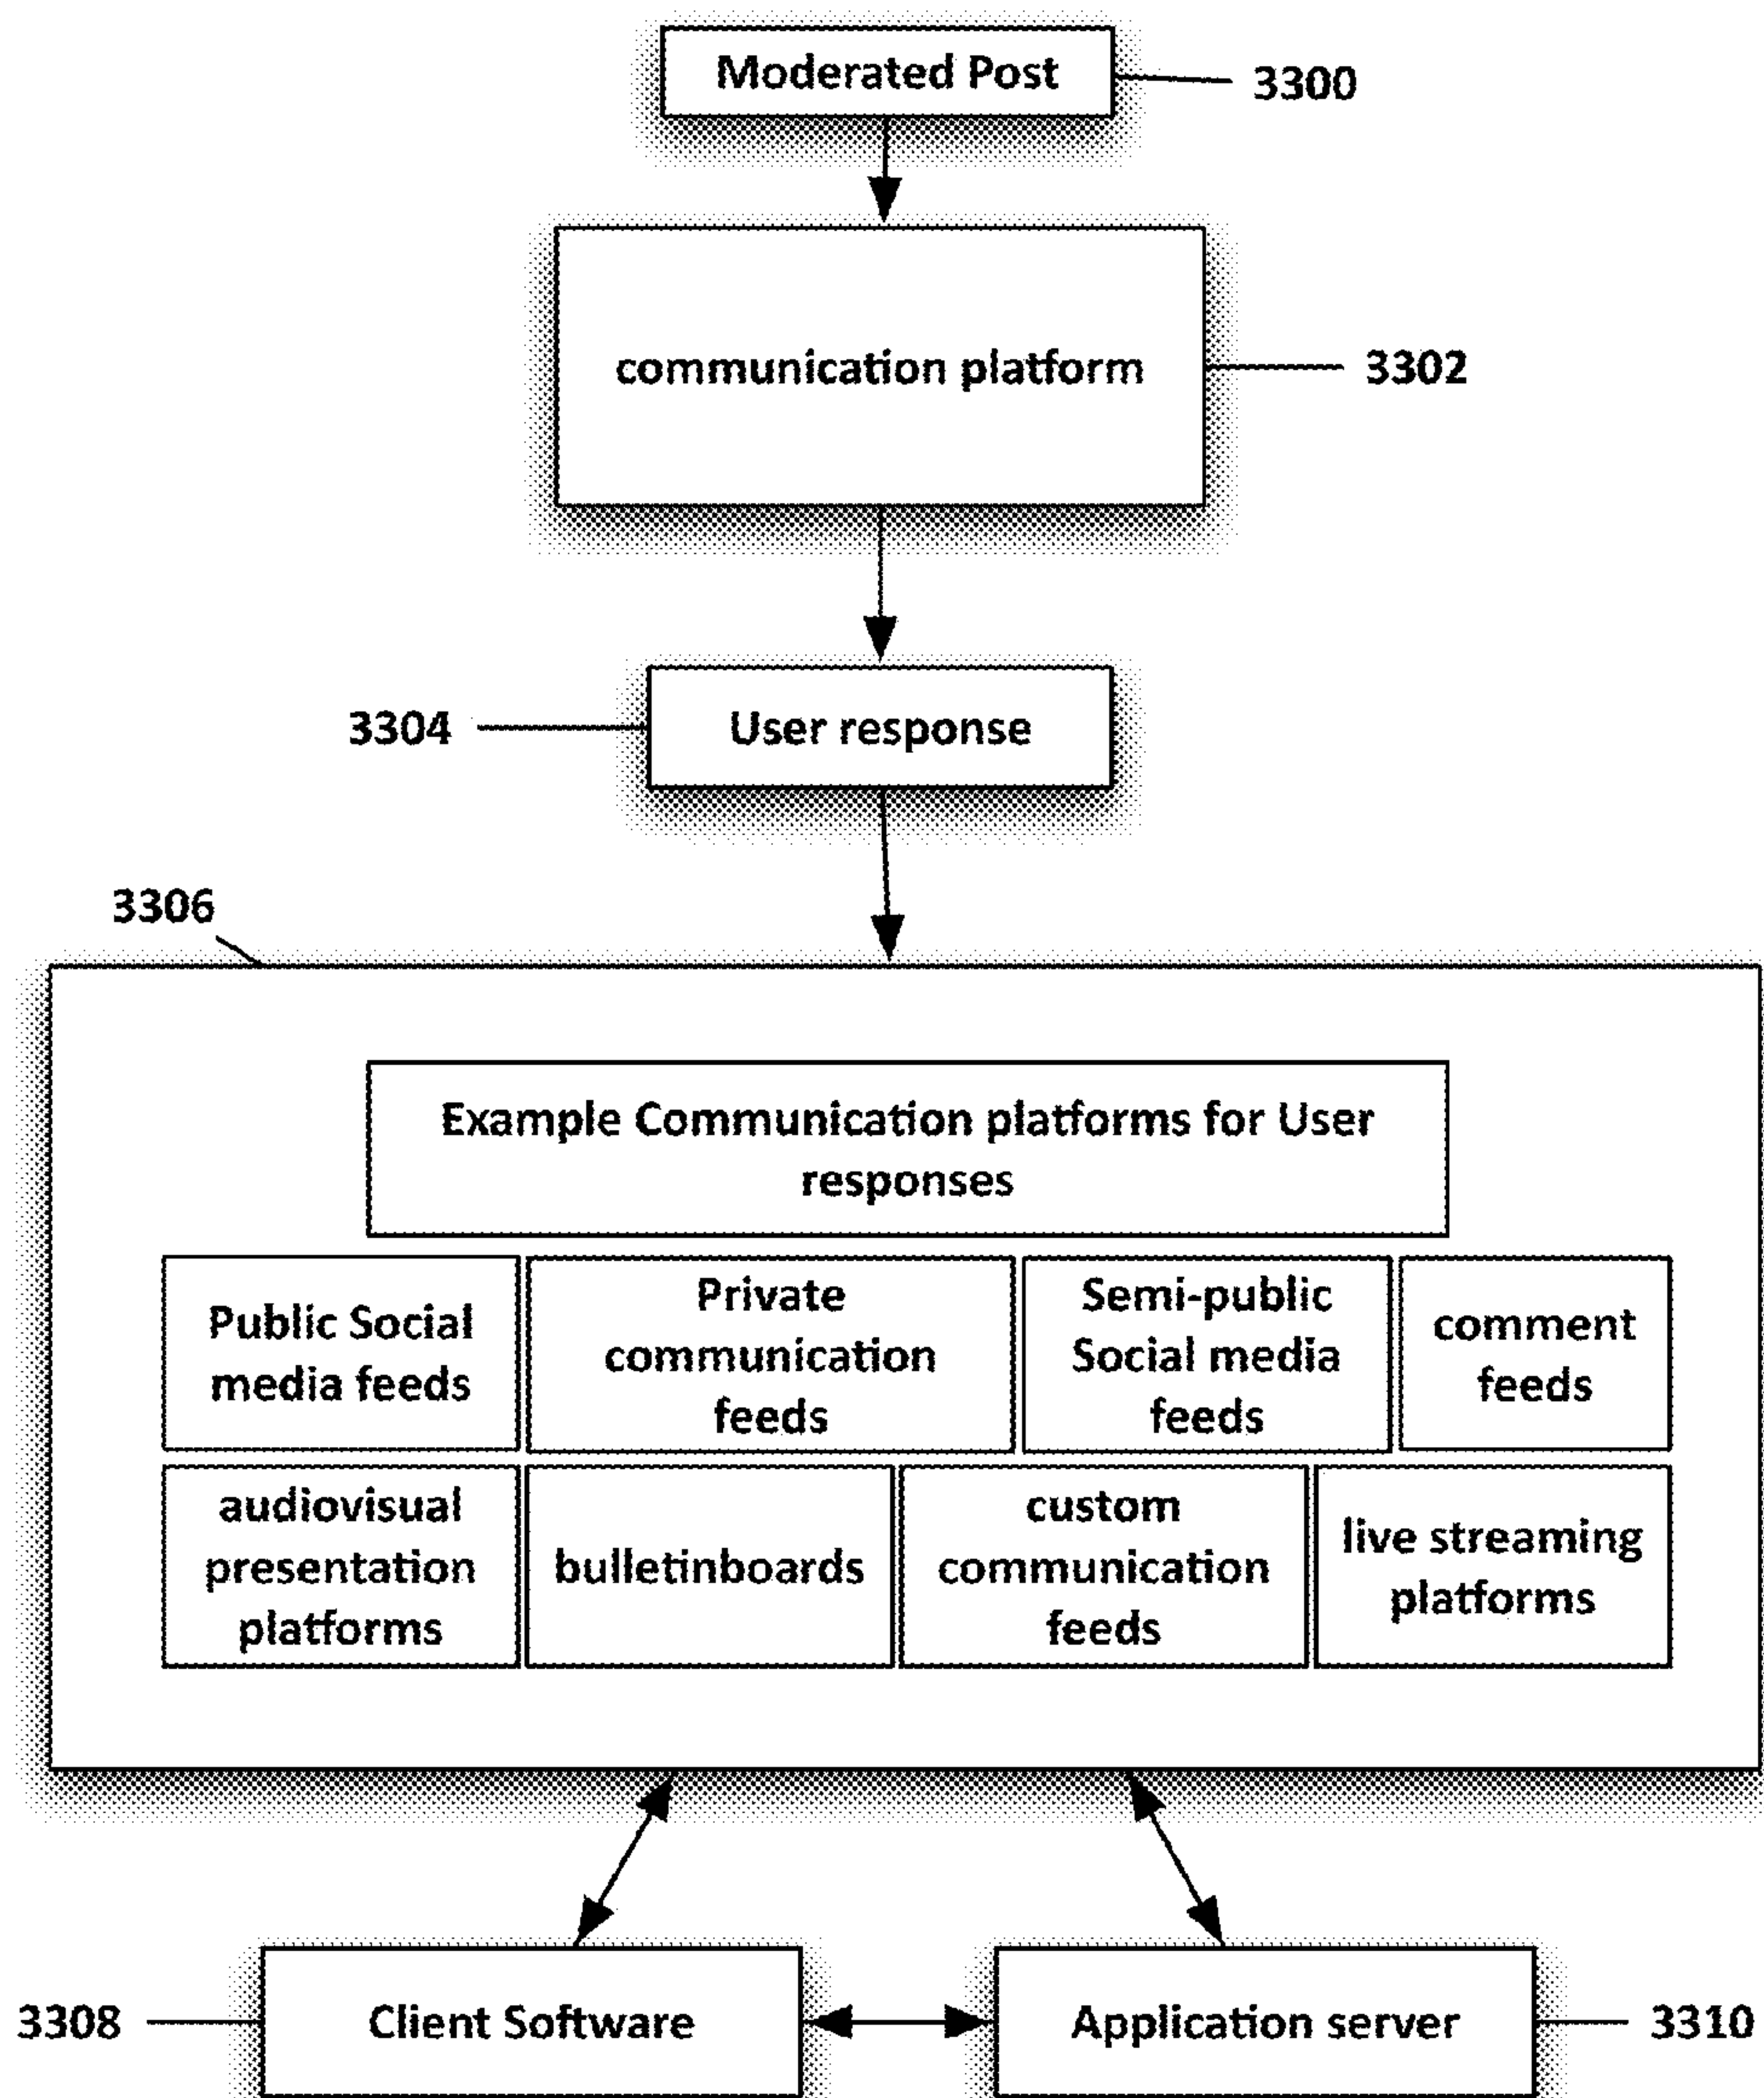 Moderated Post
3300
communication platform
3302
3304
User response
3306
Example Communication platforms for User
responses
Public Social
media feeds
Private
communication
feeds
Semi-public
Social media
feeds
comment
feeds
audiovisual
presentation
platforms
bulletinboards
custom
communication
feeds
live streaming
platforms
3308
Client Software
Application server
3310